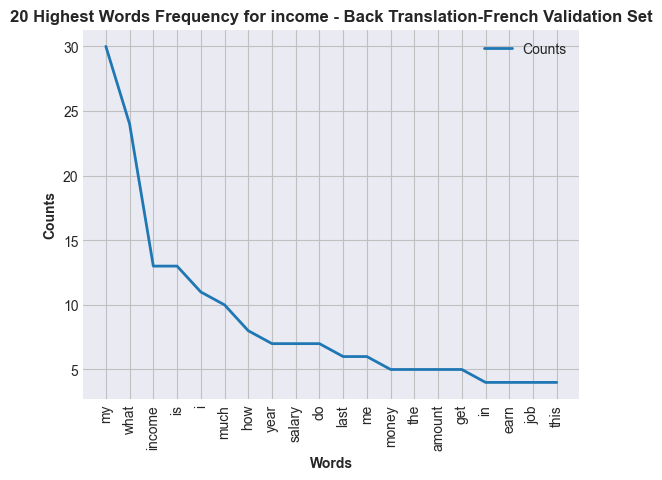 20 Highest Words Frequency for income - Back Translation-French Validation Set
Counts
30
25
20
15
10
5
Counts
my
what
income
is
i
much
how
year
salary
do
last
me
money
the
amount
get
in
earn
job
this
Words